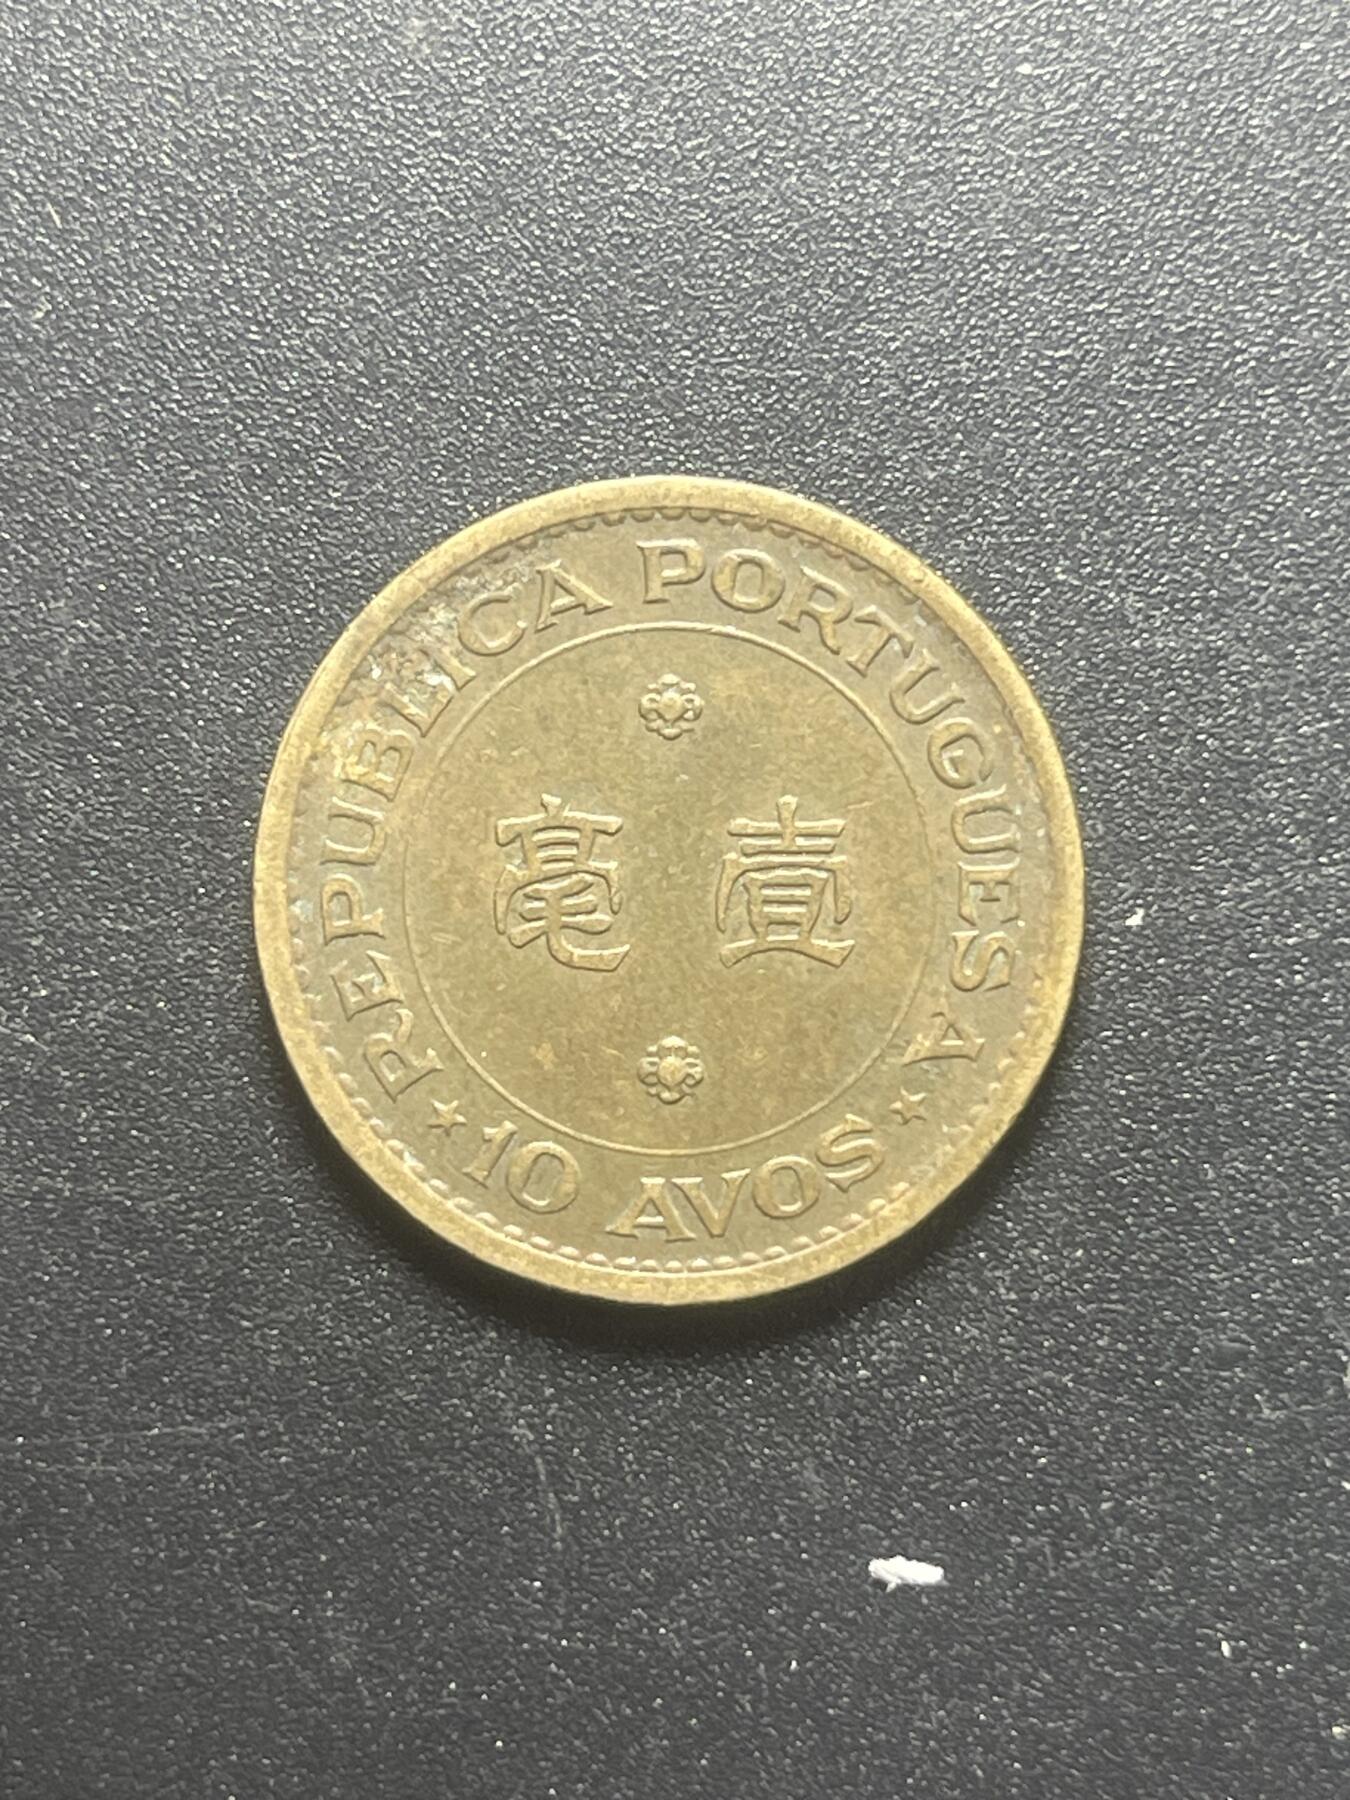 REPUBLICA PORTUGUESA
壹毫
★ 10 AVOS ★